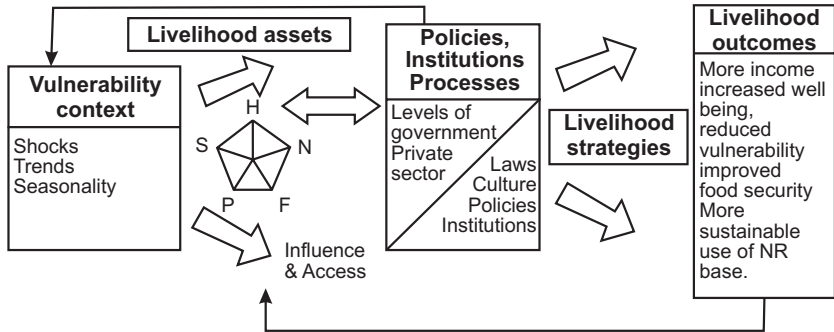 Livelihood assets
Vulnerability
context
Shocks
Trends
Seasonality
H
S
N
P
F
Influence
& Access
Policies,
Institutions
Processes
Levels of
government
Private
sector
Laws
Culture
Policies
Institutions
Livelihood
strategies
Livelihood
outcomes
More income
increased well
being,
reduced
vulnerability
improved
food security
More
sustainable
use of NR
base.